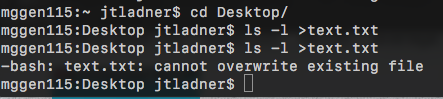 mggen115:~ jtladner$ cd Desktop/
mggen115:Desktop jtladner$ ls -l >text.txt
mggen115:Desktop jtladner$ ls -l >text.txt
-bash: text.txt: cannot overwrite existing file
mggen115:Desktop jtladner$